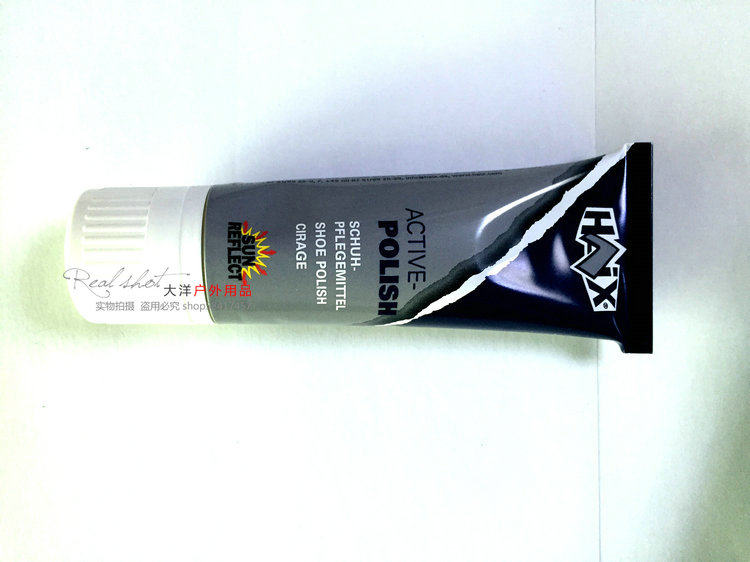 HAIX®
ACTIVE-
POLISH
SCHUH-
PFLEGEMITTEL
SHOE POLISH
CIRAGE
SUN
REFLECT
Real shot
大洋户外用品
实物拍摄 盗用必究